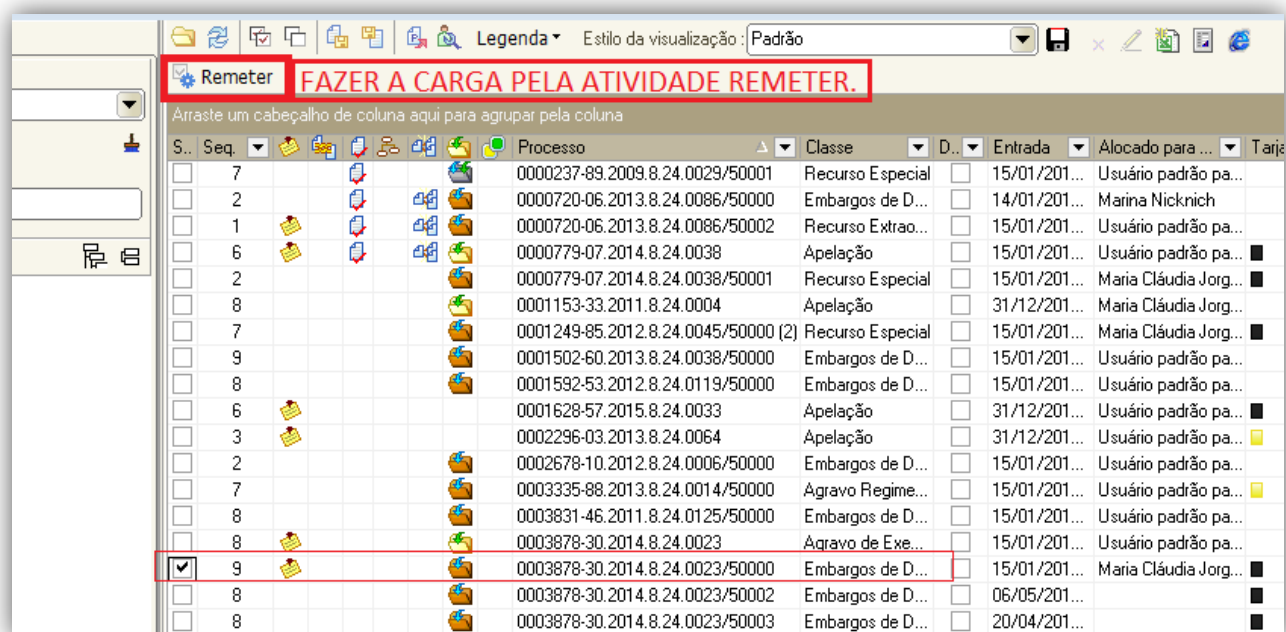 Legenda Estilo da visualização : Padrão
Remeter FAZER A CARGA PELA ATIVIDADE REMETER.
Arraste um cabeçalho de coluna aqui para agrupar pela coluna
S.. Seq. Processo Classe D.. Entrada Alocado para ... Tarja
7 0000237-89.2009.8.24.0029/50001 Recurso Especial 15/01/201... Usuário padrão pa...
2 0000720-06.2013.8.24.0086/50000 Embargos de D... 14/01/201... Marina Nicknich
1 0000720-06.2013.8.24.0086/50002 Recurso Extrao... 15/01/201... Usuário padrão pa...
6 0000779-07.2014.8.24.0038 Apelação 15/01/201... Usuário padrão pa...
2 0000779-07.2014.8.24.0038/50001 Recurso Especial 15/01/201... Maria Cláudia Jorg...
8 0001153-33.2011.8.24.0004 Apelação 31/12/201... Maria Cláudia Jorg...
7 0001249-85.2012.8.24.0045/50000 (2) Recurso Especial 15/01/201... Maria Cláudia Jorg...
9 0001502-60.2013.8.24.0038/50000 Embargos de D... 15/01/201... Usuário padrão pa...
8 0001592-53.2012.8.24.0119/50000 Embargos de D... 15/01/201... Usuário padrão pa...
6 0001628-57.2015.8.24.0033 Apelação 31/12/201... Usuário padrão pa...
3 0002296-03.2013.8.24.0064 Apelação 31/12/201... Usuário padrão pa...
2 0002678-10.2012.8.24.0006/50000 Embargos de D... 15/01/201... Usuário padrão pa...
7 0003335-88.2013.8.24.0014/50000 Agravo Regime... 15/01/201... Usuário padrão pa...
8 0003831-46.2011.8.24.0125/50000 Embargos de D... 15/01/201... Usuário padrão pa...
8 0003878-30.2014.8.24.0023 Agravo de Exe... 15/01/201... Usuário padrão pa...
9 0003878-30.2014.8.24.0023/50000 Embargos de D... 15/01/201... Maria Cláudia Jorg...
8 0003878-30.2014.8.24.0023/50002 Embargos de D... 06/05/201...
8 0003878-30.2014.8.24.0023/50003 Embargos de D... 20/04/201...